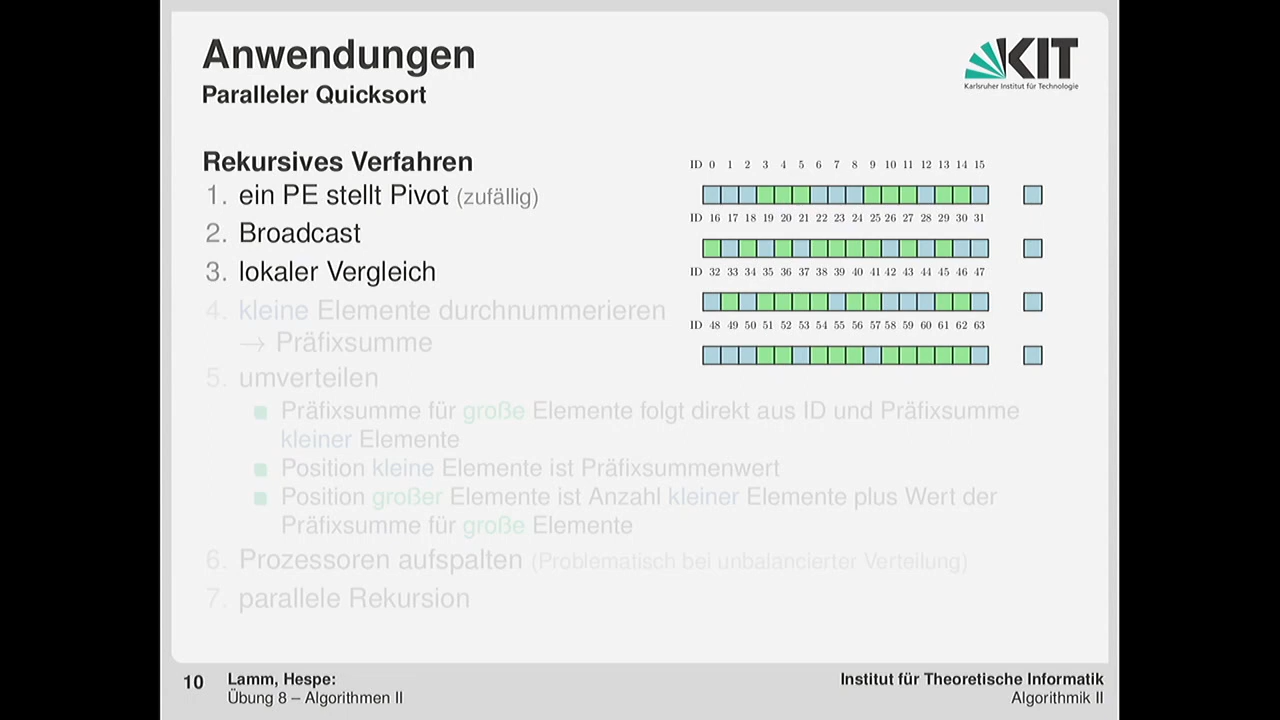 Anwendungen
Paralleler Quicksort
KIT
Karlsruher Institut für Technologie
Rekursives Verfahren
1. ein PE stellt Pivot (zufällig)
2. Broadcast
3. lokaler Vergleich
4. kleine Elemente durchnummerieren
→ Präfixsumme
5. umverteilen
Präfixsumme für große Elemente folgt direkt aus ID und Präfixsumme
kleiner Elemente
Position kleine Elemente ist Präfixsummenwert
Position großer Elemente ist Anzahl kleiner Elemente plus Wert der
Präfixsumme für große Elemente
6. Prozessoren aufspalten (Problematisch bei unbalancierter Verteilung)
7. parallele Rekursion
ID 0 1 2 3 4 5 6 7 8 9 10 11 12 13 14 15
ID 16 17 18 19 20 21 22 23 24 25 26 27 28 29 30 31
ID 32 33 34 35 36 37 38 39 40 41 42 43 44 45 46 47
ID 48 49 50 51 52 53 54 55 56 57 58 59 60 61 62 63
10 Lamm, Hespe:
Übung 8 – Algorithmen II
Institut für Theoretische Informatik
Algorithmik II